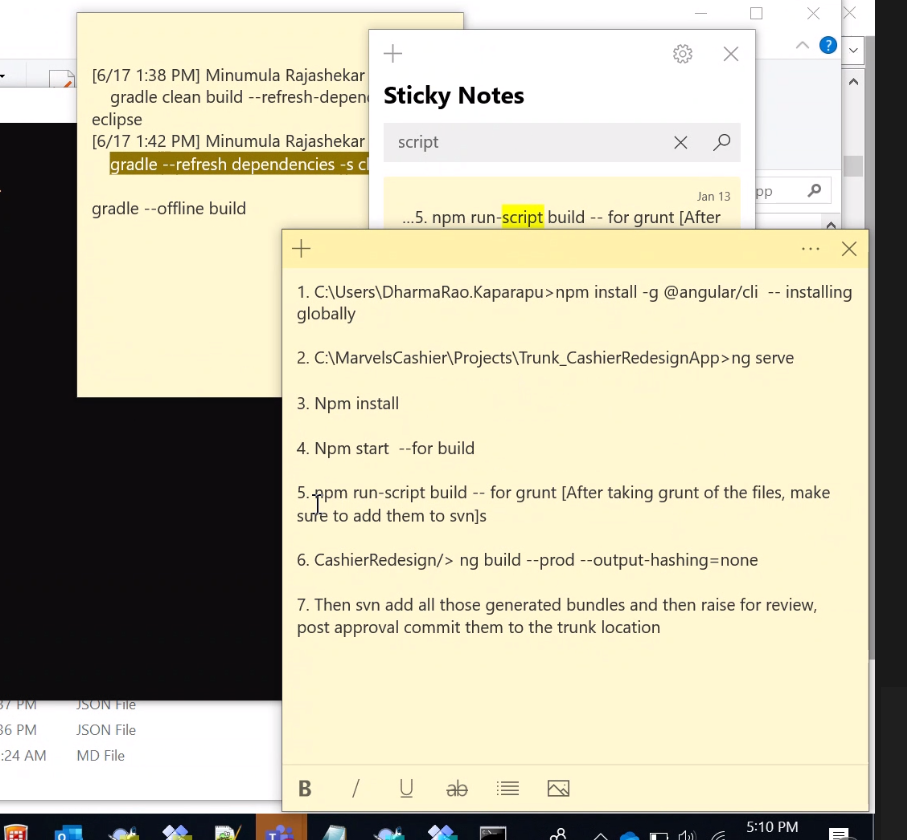 [6/17 1:38 PM] Minumula Rajashekar
gradle clean build --refresh-depen
eclipse
[6/17 1:42 PM] Minumula Rajashekar
gradle --refresh dependencies -s cl
gradle --offline build
Sticky Notes
script
pp
Jan 13
...5. npm run-script build -- for grunt [After
1. C:\Users\DharmaRao.Kaparapu>npm install -g @angular/cli  -- installing
globally
2. C:\MarvelsCashier\Projects\Trunk_CashierRedesignApp>ng serve
3. Npm install
4. Npm start  --for build
5. npm run-script build -- for grunt [After taking grunt of the files, make
sure to add them to svn]s
6. CashierRedesign/> ng build --prod --output-hashing=none
7. Then svn add all those generated bundles and then raise for review,
post approval commit them to the trunk location
37 PM JSON File
36 PM JSON File
:24 AM MD File
B / U ab
5:10 PM